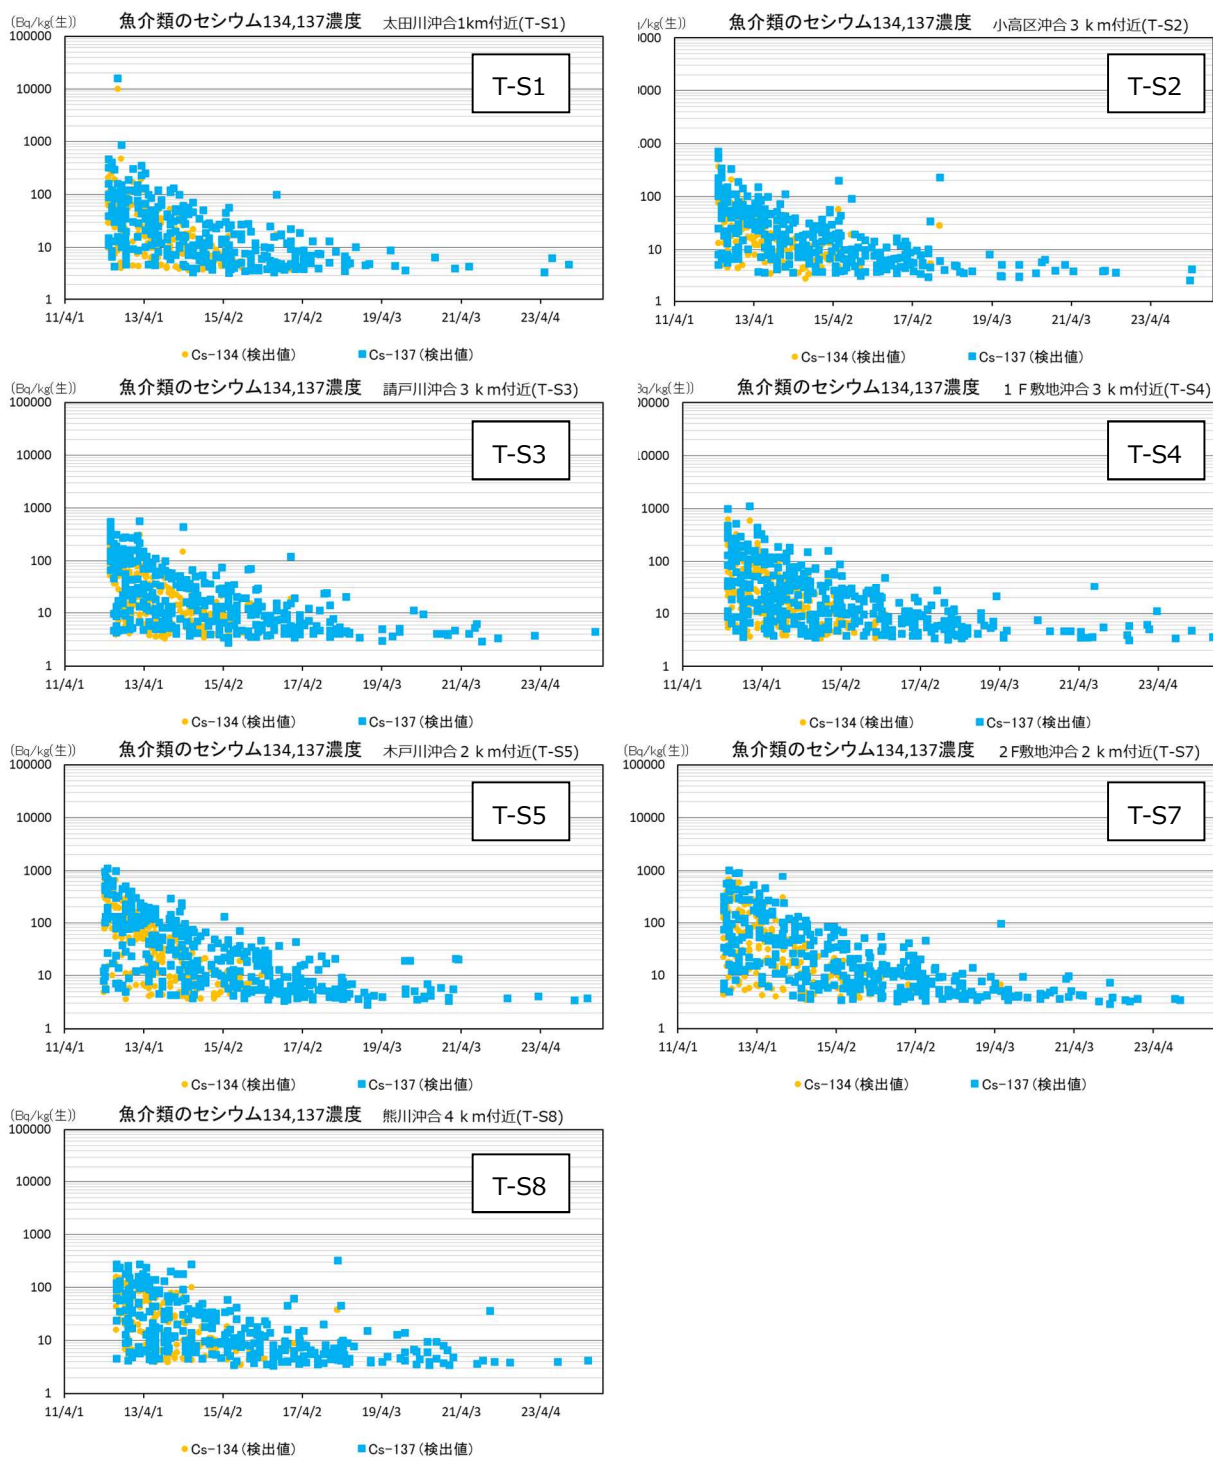 (Bq/kg(生)) 魚介類のセシウム134,137濃度 太田川沖合1km付近(T-S1)
100000
10000
1000
100
10
1
T-S1
11/4/1 13/4/1 15/4/2 17/4/2 19/4/3 21/4/3 23/4/4
Cs-134(検出値) Cs-137(検出値)
/kg(生)) 魚介類のセシウム134,137濃度 小高区沖合3km付近(T-S2)
0000
0000
1000
100
10
1
T-S2
11/4/1 13/4/1 15/4/2 17/4/2 19/4/3 21/4/3 23/4/4
Cs-134(検出値) Cs-137(検出値)
(Bq/kg(生)) 魚介類のセシウム134,137濃度 請戸川沖合3km付近(T-S3)
100000
10000
1000
100
10
1
T-S3
11/4/1 13/4/1 15/4/2 17/4/2 19/4/3 21/4/3 23/4/4
Cs-134(検出値) Cs-137(検出値)
q/kg(生)) 魚介類のセシウム134,137濃度 1F敷地沖合3km付近(T-S4)
00000
10000
1000
100
10
1
T-S4
11/4/1 13/4/1 15/4/2 17/4/2 19/4/3 21/4/3 23/4/4
Cs-134(検出値) Cs-137(検出値)
(Bq/kg(生)) 魚介類のセシウム134,137濃度 木戸川沖合2km付近(T-S5)
100000
10000
1000
100
10
1
T-S5
11/4/1 13/4/1 15/4/2 17/4/2 19/4/3 21/4/3 23/4/4
Cs-134(検出値) Cs-137(検出値)
(Bq/kg(生)) 魚介類のセシウム134,137濃度 2F敷地沖合2km付近(T-S7)
100000
10000
1000
100
10
1
T-S7
11/4/1 13/4/1 15/4/2 17/4/2 19/4/3 21/4/3 23/4/4
Cs-134(検出値) Cs-137(検出値)
(Bq/kg(生)) 魚介類のセシウム134,137濃度 熊川沖合4km付近(T-S8)
100000
10000
1000
100
10
1
T-S8
11/4/1 13/4/1 15/4/2 17/4/2 19/4/3 21/4/3 23/4/4
Cs-134(検出値) Cs-137(検出値)